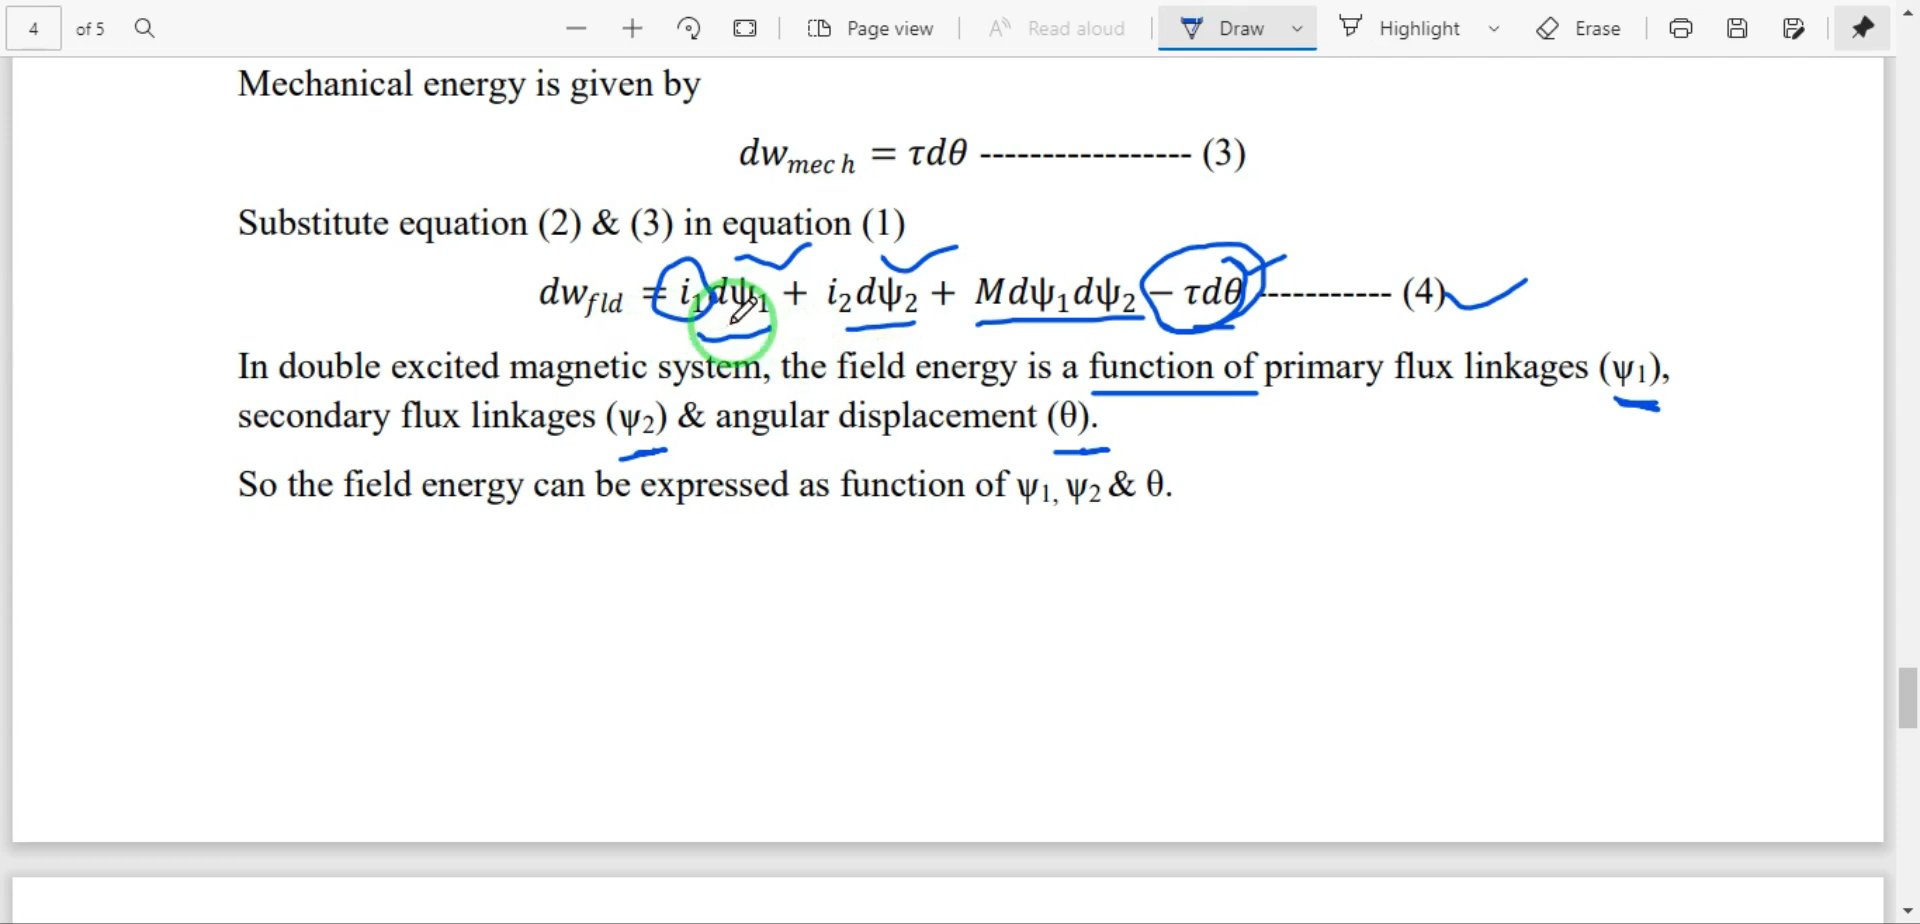 4 of 5 Page view Read aloud Draw Highlight Erase
Mechanical energy is given by
dw_mech = τdθ ----------------- (3)
Substitute equation (2) & (3) in equation (1)
dw_fld = i₁dψ₁ + i₂dψ₂ + Mdψ₁dψ₂ − τdθ ----------- (4)
In double excited magnetic system, the field energy is a function of primary flux linkages (ψ₁),
secondary flux linkages (ψ₂) & angular displacement (θ).
So the field energy can be expressed as function of ψ₁, ψ₂ & θ.